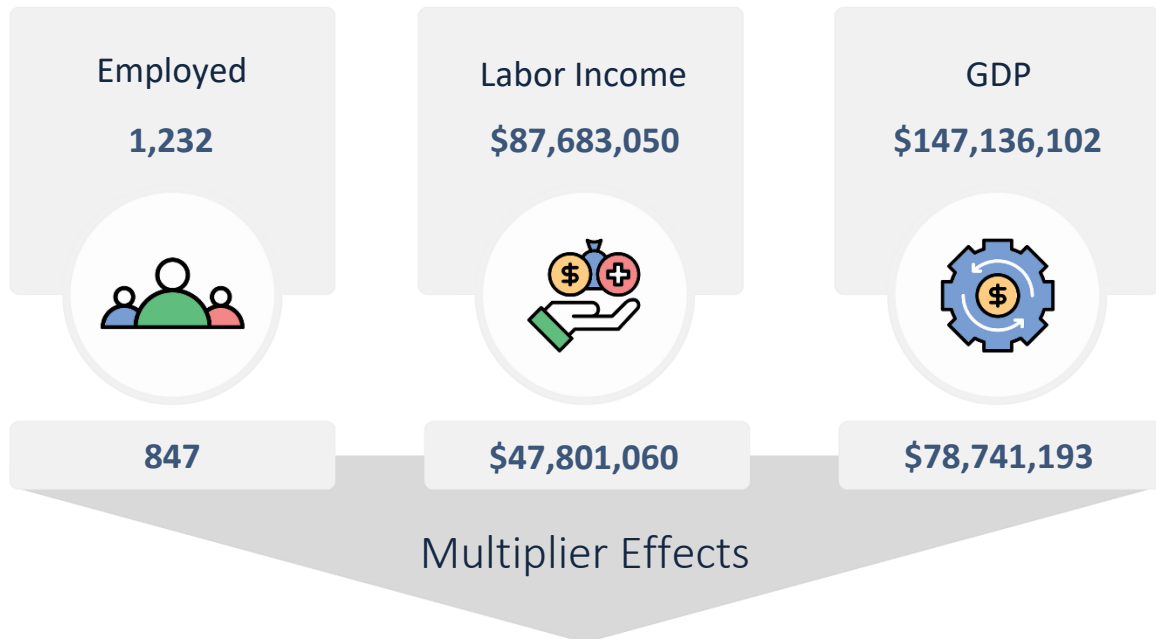 Employed
1,232
Labor Income
$87,683,050
GDP
$147,136,102
$
$
847
$47,801,060
$78,741,193
Multiplier Effects